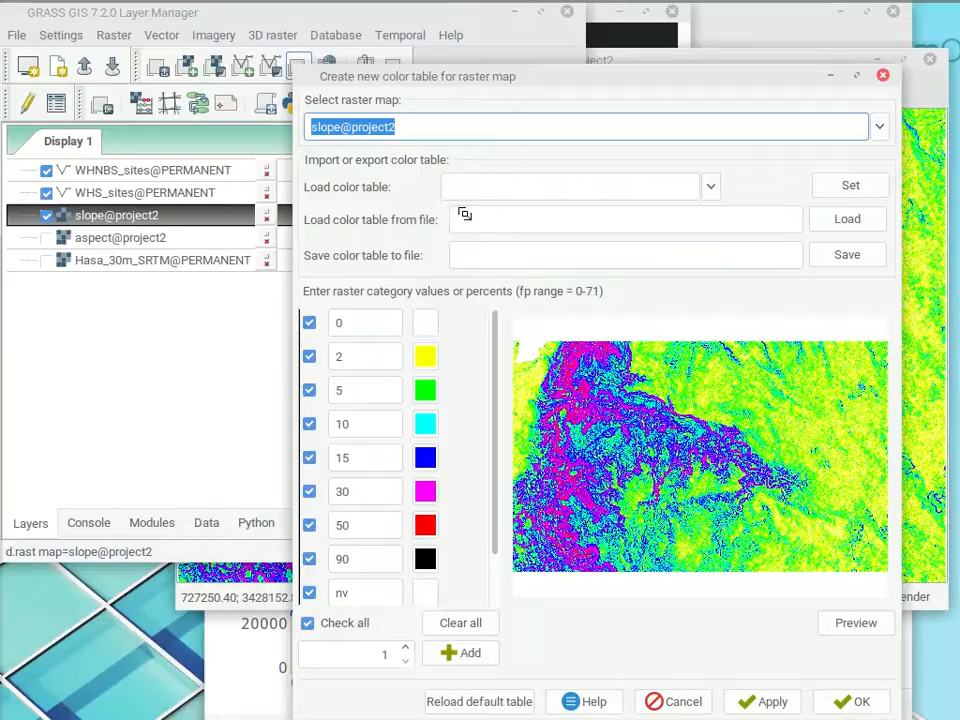 GRASS GIS 7.2.0 Layer Manager
File Settings Raster Vector Imagery 3D raster Database Temporal Help
Display 1
WHNBS_sites@PERMANENT
WHS_sites@PERMANENT
slope@project2
aspect@project2
Hasa_30m_SRTM@PERMANENT
Layers Console Modules Data Python
d.rast map=slope@project2
727250.40; 3428152.8
20000
0
ect2
ender
Create new color table for raster map
Select raster map:
slope@project2
Import or export color table:
Load color table:
Set
Load color table from file:
Load
Save color table to file:
Save
Enter raster category values or percents (fp range = 0-71)
0
2
5
10
15
30
50
90
nv
Check all
Clear all
Preview
1
Add
Reload default table
Help
Cancel
Apply
OK